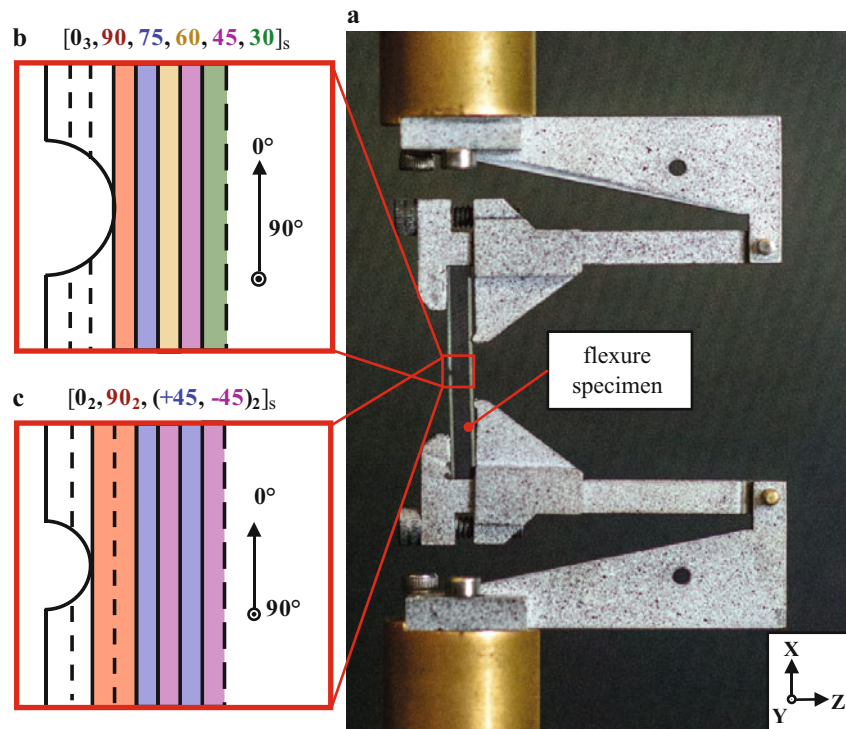 a
b [0₃, 90, 75, 60, 45, 30]ₛ
0°
90°
flexure
specimen
c [0₂, 90₂, (+45, -45)₂]ₛ
0°
90°
X
Y Z